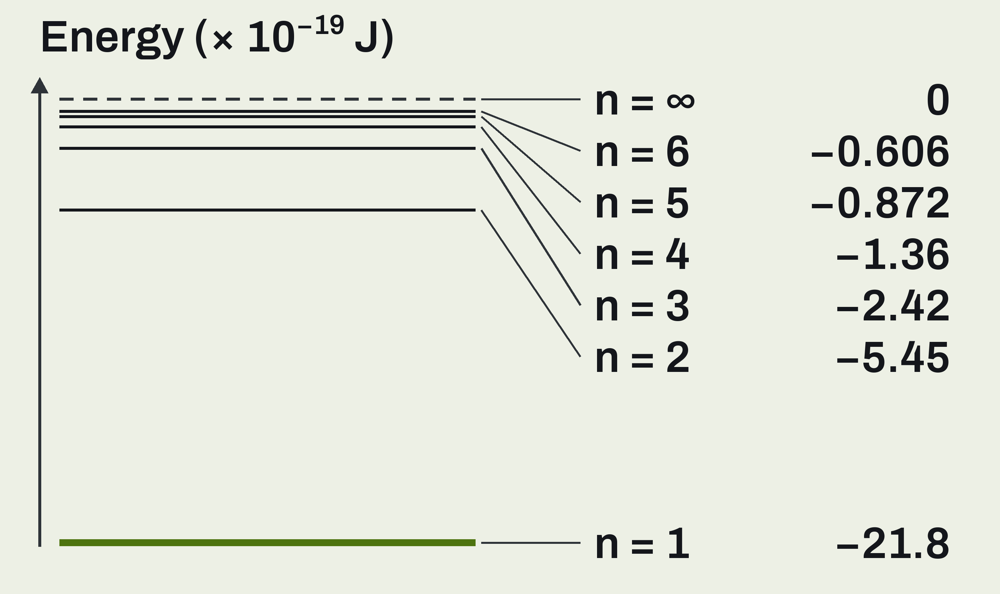 Energy (× 10⁻¹⁹ J)
n = ∞ 0
n = 6 −0.606
n = 5 −0.872
n = 4 −1.36
n = 3 −2.42
n = 2 −5.45
n = 1 −21.8